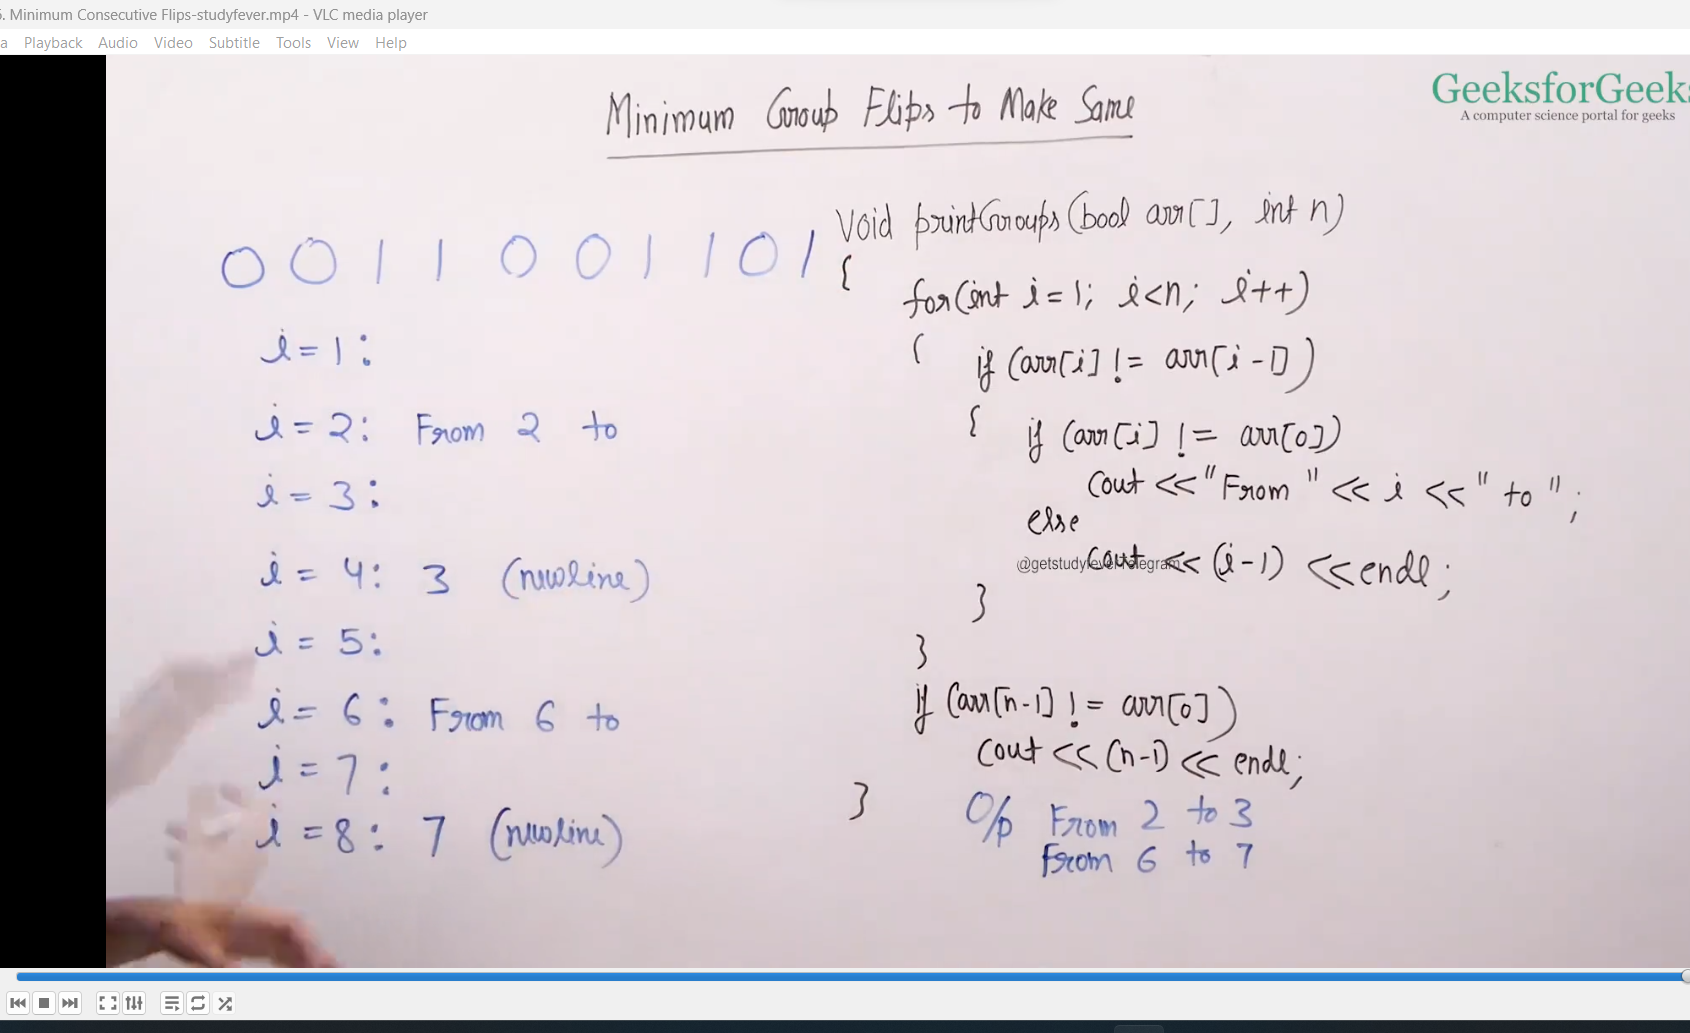 5. Minimum Consecutive Flips-studyfever.mp4 - VLC media player
a Playback Audio Video Subtitle Tools View Help
GeeksforGeeks
A computer science portal for geeks
Minimum Group Flips to Make Same
0 0 1 1 0 0 1 1 0 1
i = 1 :
i = 2 : From 2 to
i = 3 :
i = 4 : 3 (newline)
i = 5 :
i = 6 : From 6 to
i = 7 :
i = 8 : 7 (newline)
void printGroups(bool arr[], int n)
{
for(int i = 1; i < n; i++)
{
if (arr[i] != arr[i-1])
{
if (arr[i] != arr[0])
cout << "From " << i << " to ";
else
cout << (i-1) << endl;
@getstudyfever Telegram
}
}
if (arr[n-1] != arr[0])
cout << (n-1) << endl;
}
O/p From 2 to 3
From 6 to 7